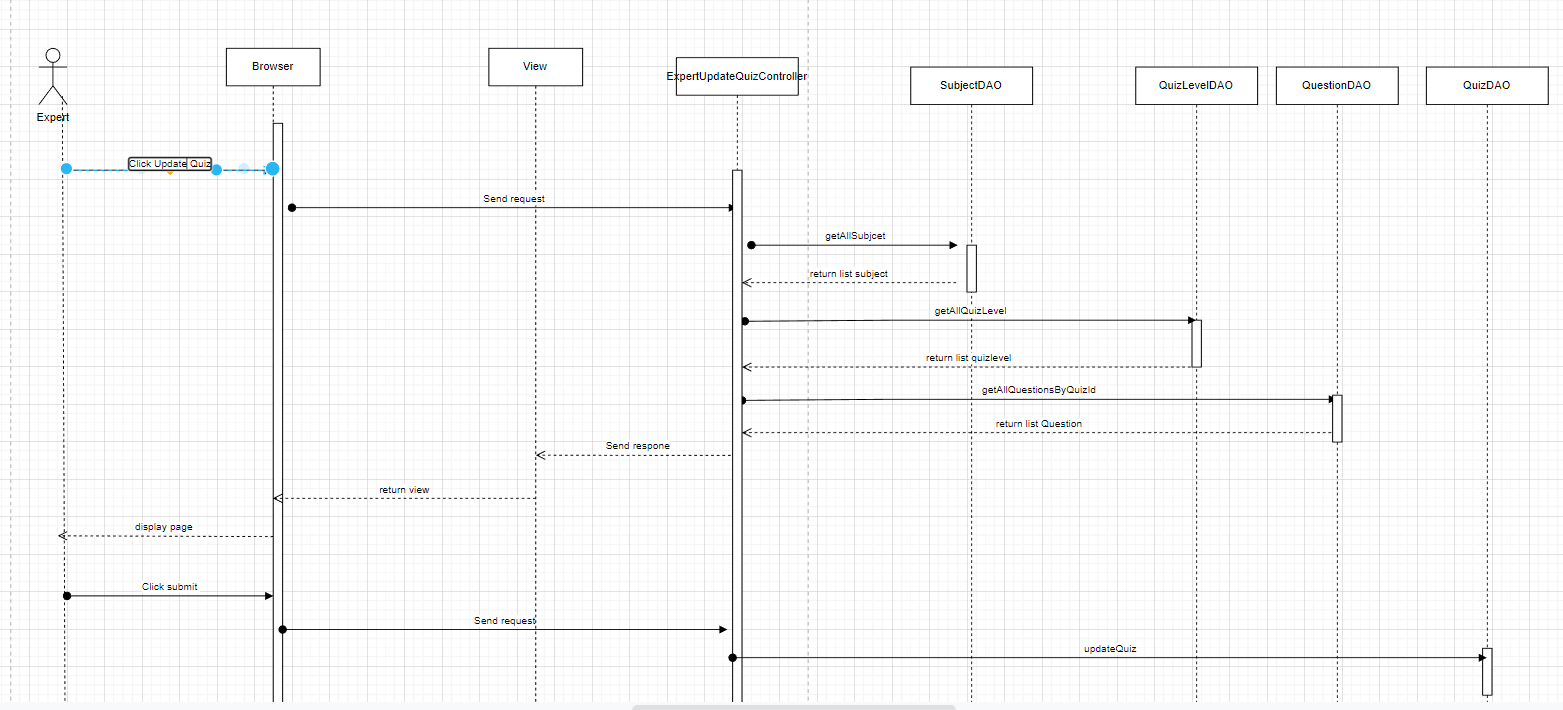 Browser
View
ExpertUpdateQuizController
SubjectDAO
QuizLevelDAO
QuestionDAO
QuizDAO
Expert
Click Update Quiz
Send request
getAllSubjcet
return list subject
getAllQuizLevel
return list quizlevel
getAllQuestionsByQuizId
return list Question
Send respone
return view
display page
Click submit
Send request
updateQuiz